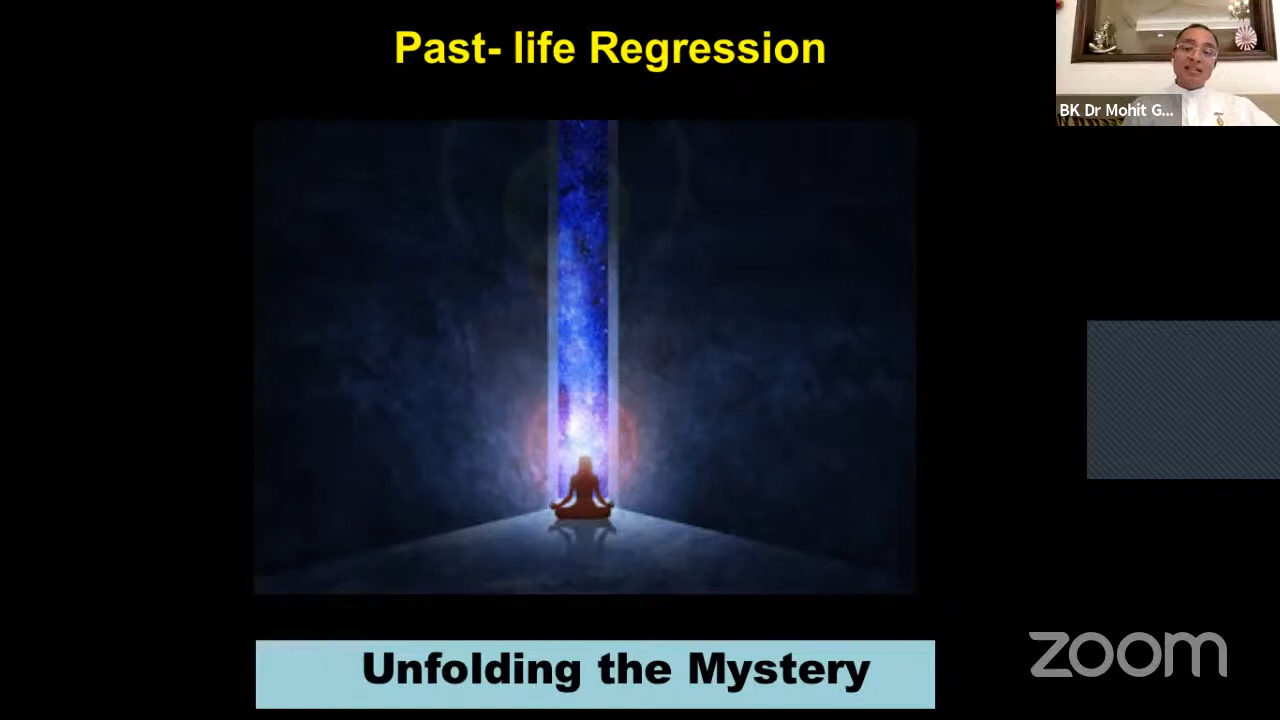 Past- life Regression
BK Dr Mohit G...
Unfolding the Mystery
zoom